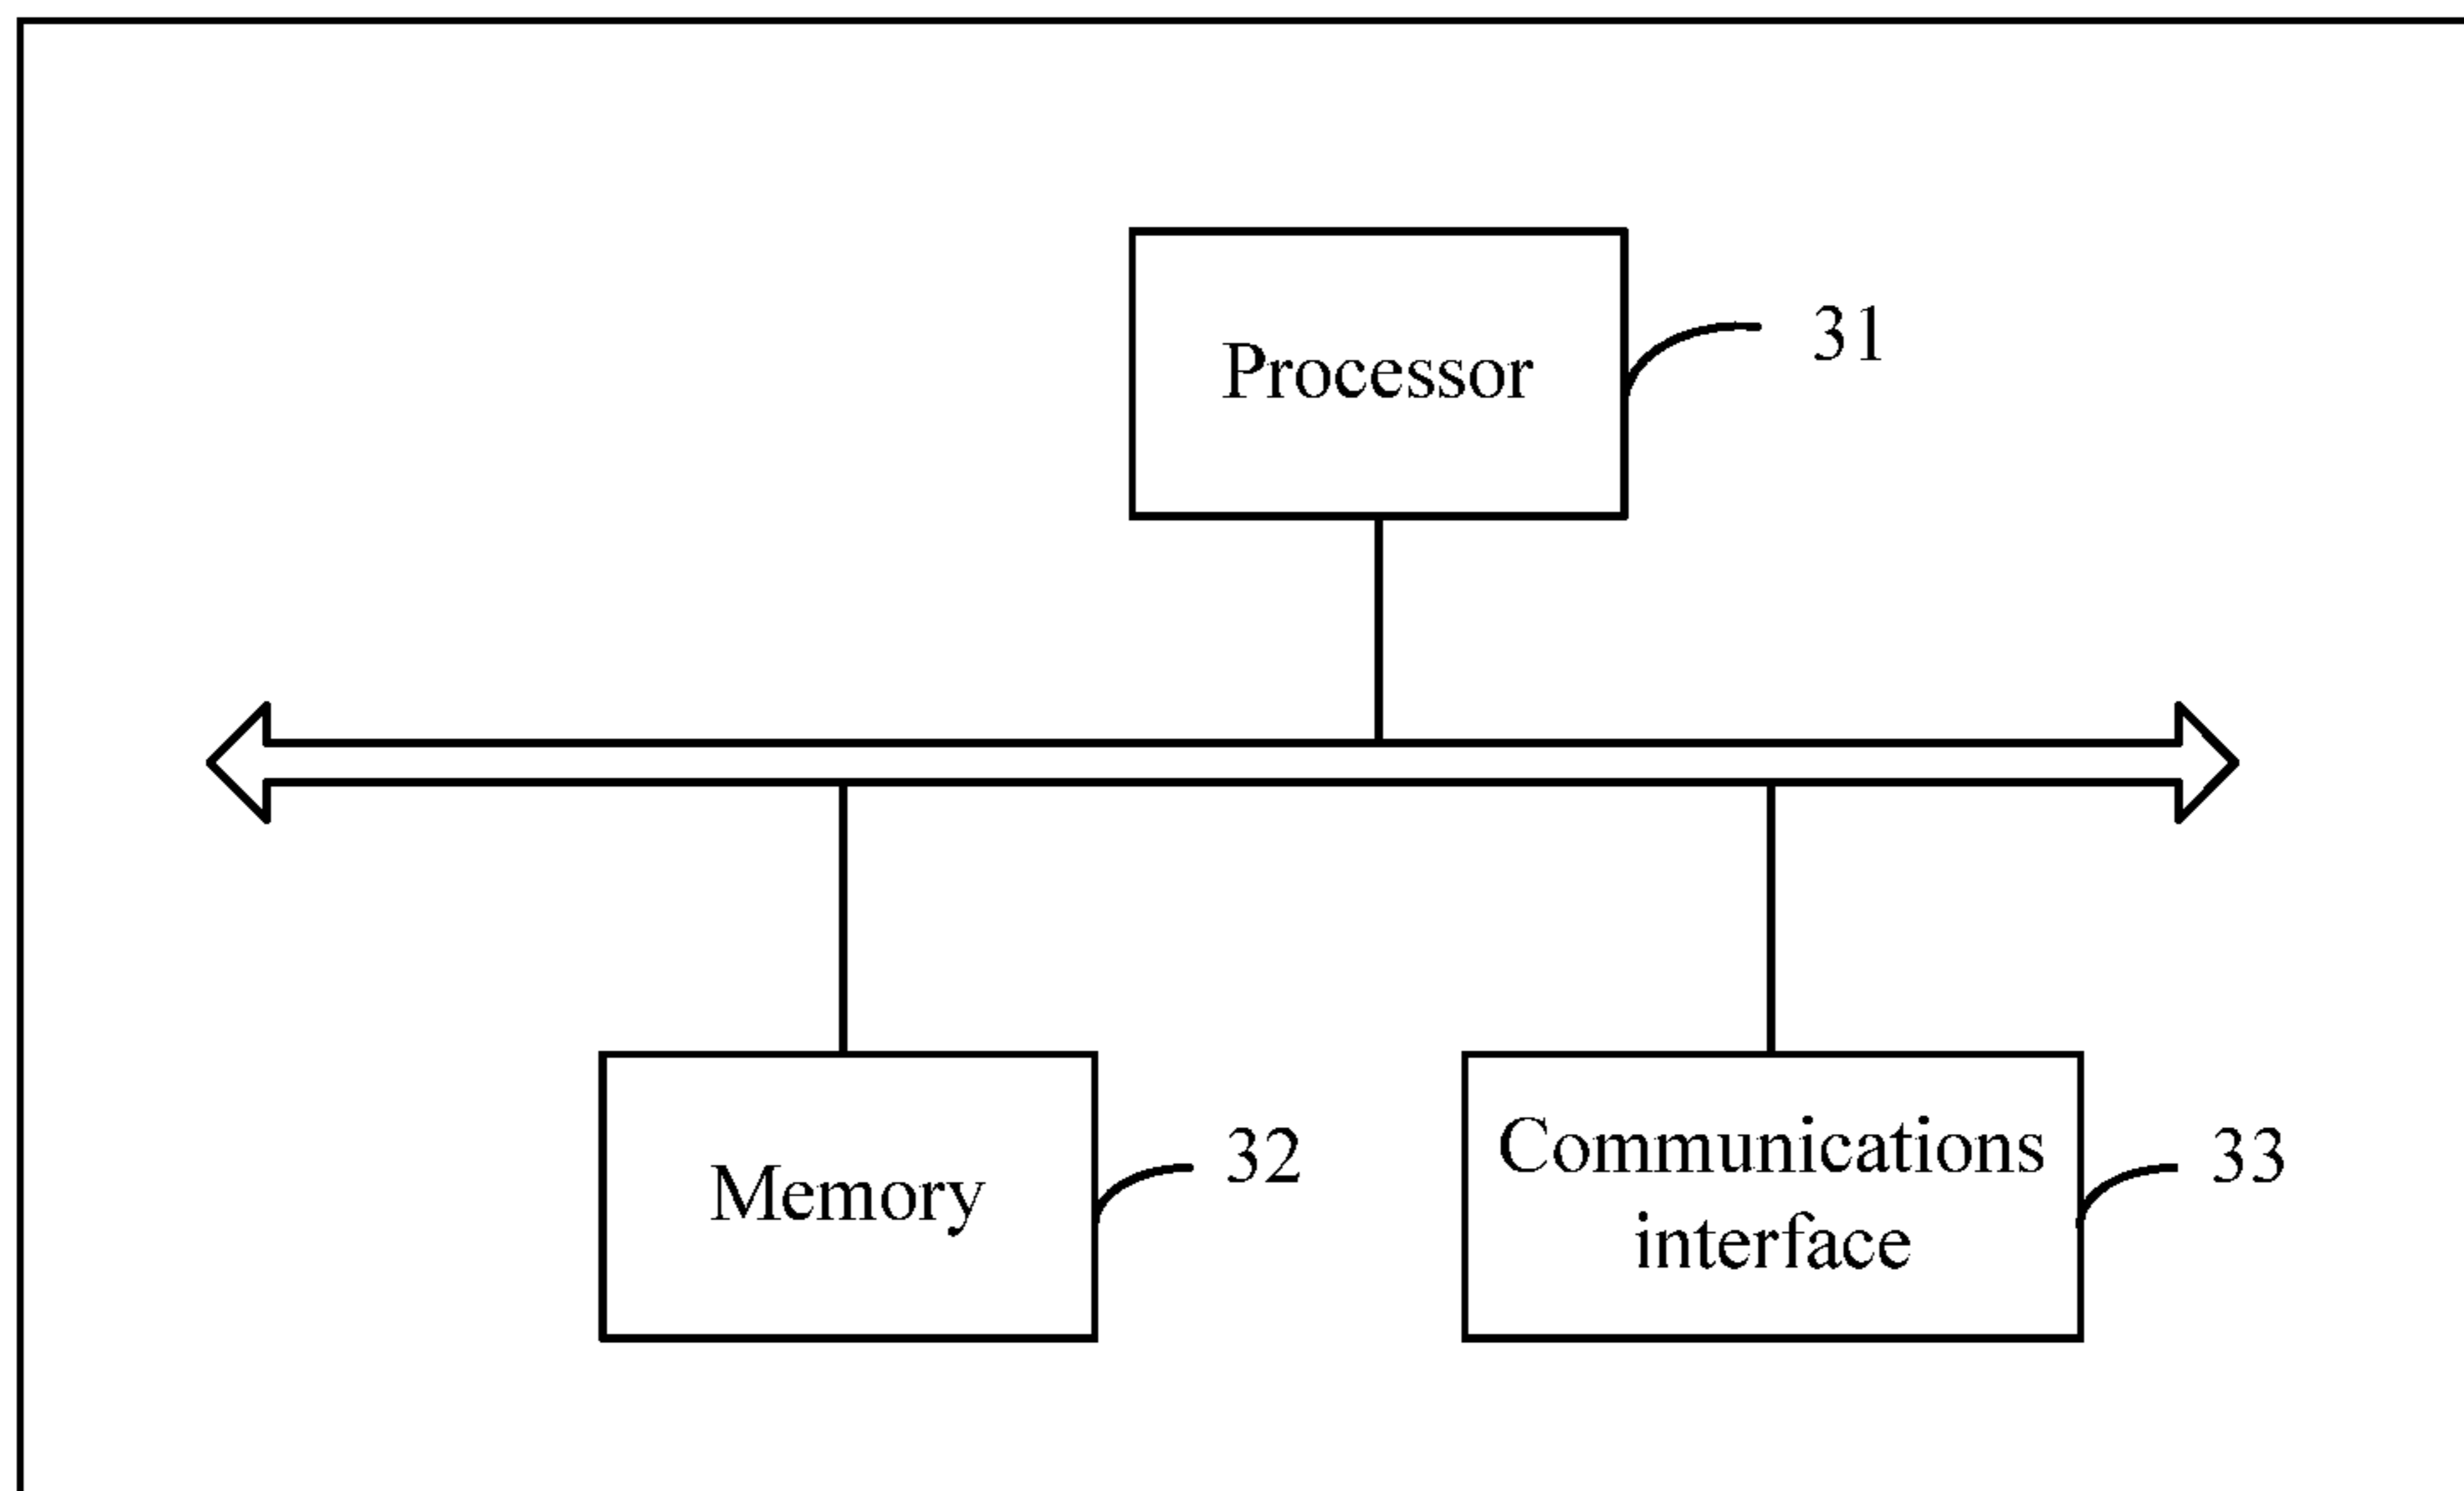 Processor
31
Memory
32
Communications
interface
33